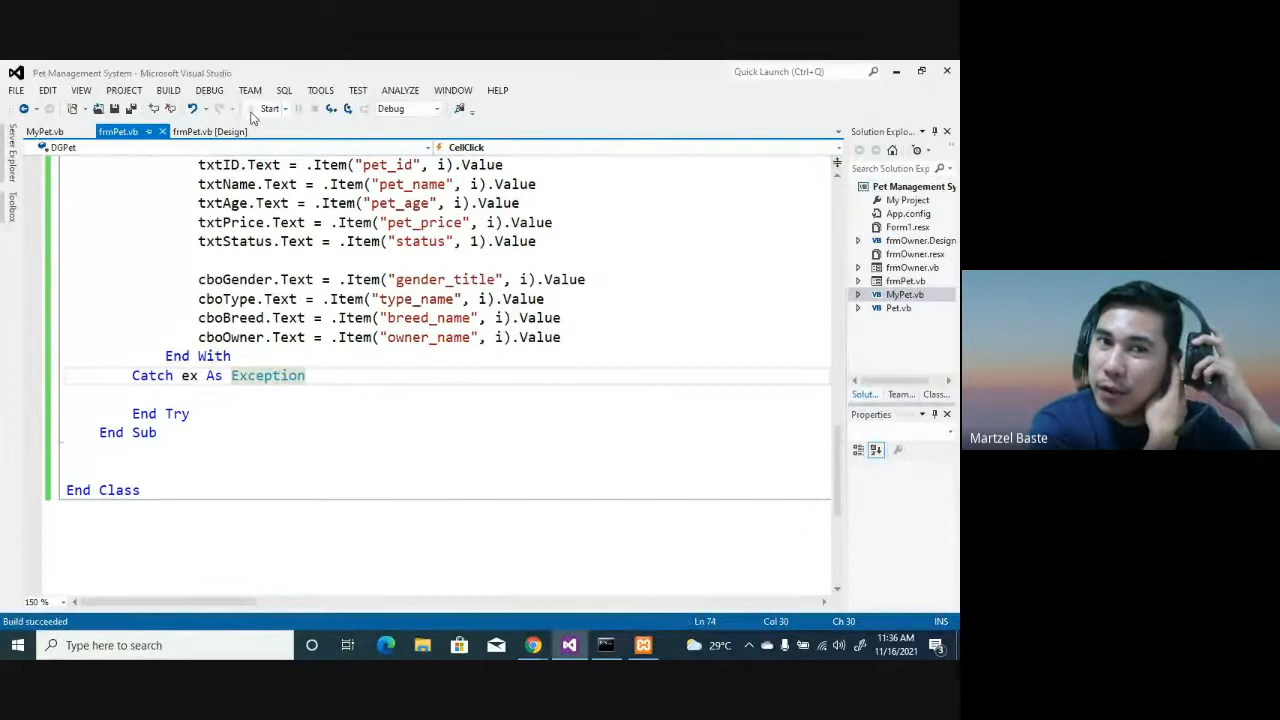 Pet Management System - Microsoft Visual Studio
Quick Launch (Ctrl+Q)
FILE EDIT VIEW PROJECT BUILD DEBUG TEAM SQL TOOLS TEST ANALYZE WINDOW HELP
Start Debug
MyPet.vb frmPet.vb frmPet.vb [Design]
DGPet CellClick
Server Explorer
Toolbox
txtID.Text = .Item("pet_id", i).Value
txtName.Text = .Item("pet_name", i).Value
txtAge.Text = .Item("pet_age", i).Value
txtPrice.Text = .Item("pet_price", i).Value
txtStatus.Text = .Item("status", 1).Value
cboGender.Text = .Item("gender_title", i).Value
cboType.Text = .Item("type_name", i).Value
cboBreed.Text = .Item("breed_name", i).Value
cboOwner.Text = .Item("owner_name", i).Value
End With
Catch ex As Exception
End Try
End Sub
End Class
150 %
Solution Explo...
Search Solution Exp
Pet Management Sy
My Project
App.config
Form1.resx
frmOwner.Design
frmOwner.resx
frmOwner.vb
frmPet.vb
MyPet.vb
Pet.vb
Solut... Team... Class...
Properties
Build succeeded Ln 74 Col 30 Ch 30 INS
Type here to search
29°C
11:36 AM
11/16/2021
3
Martzel Baste